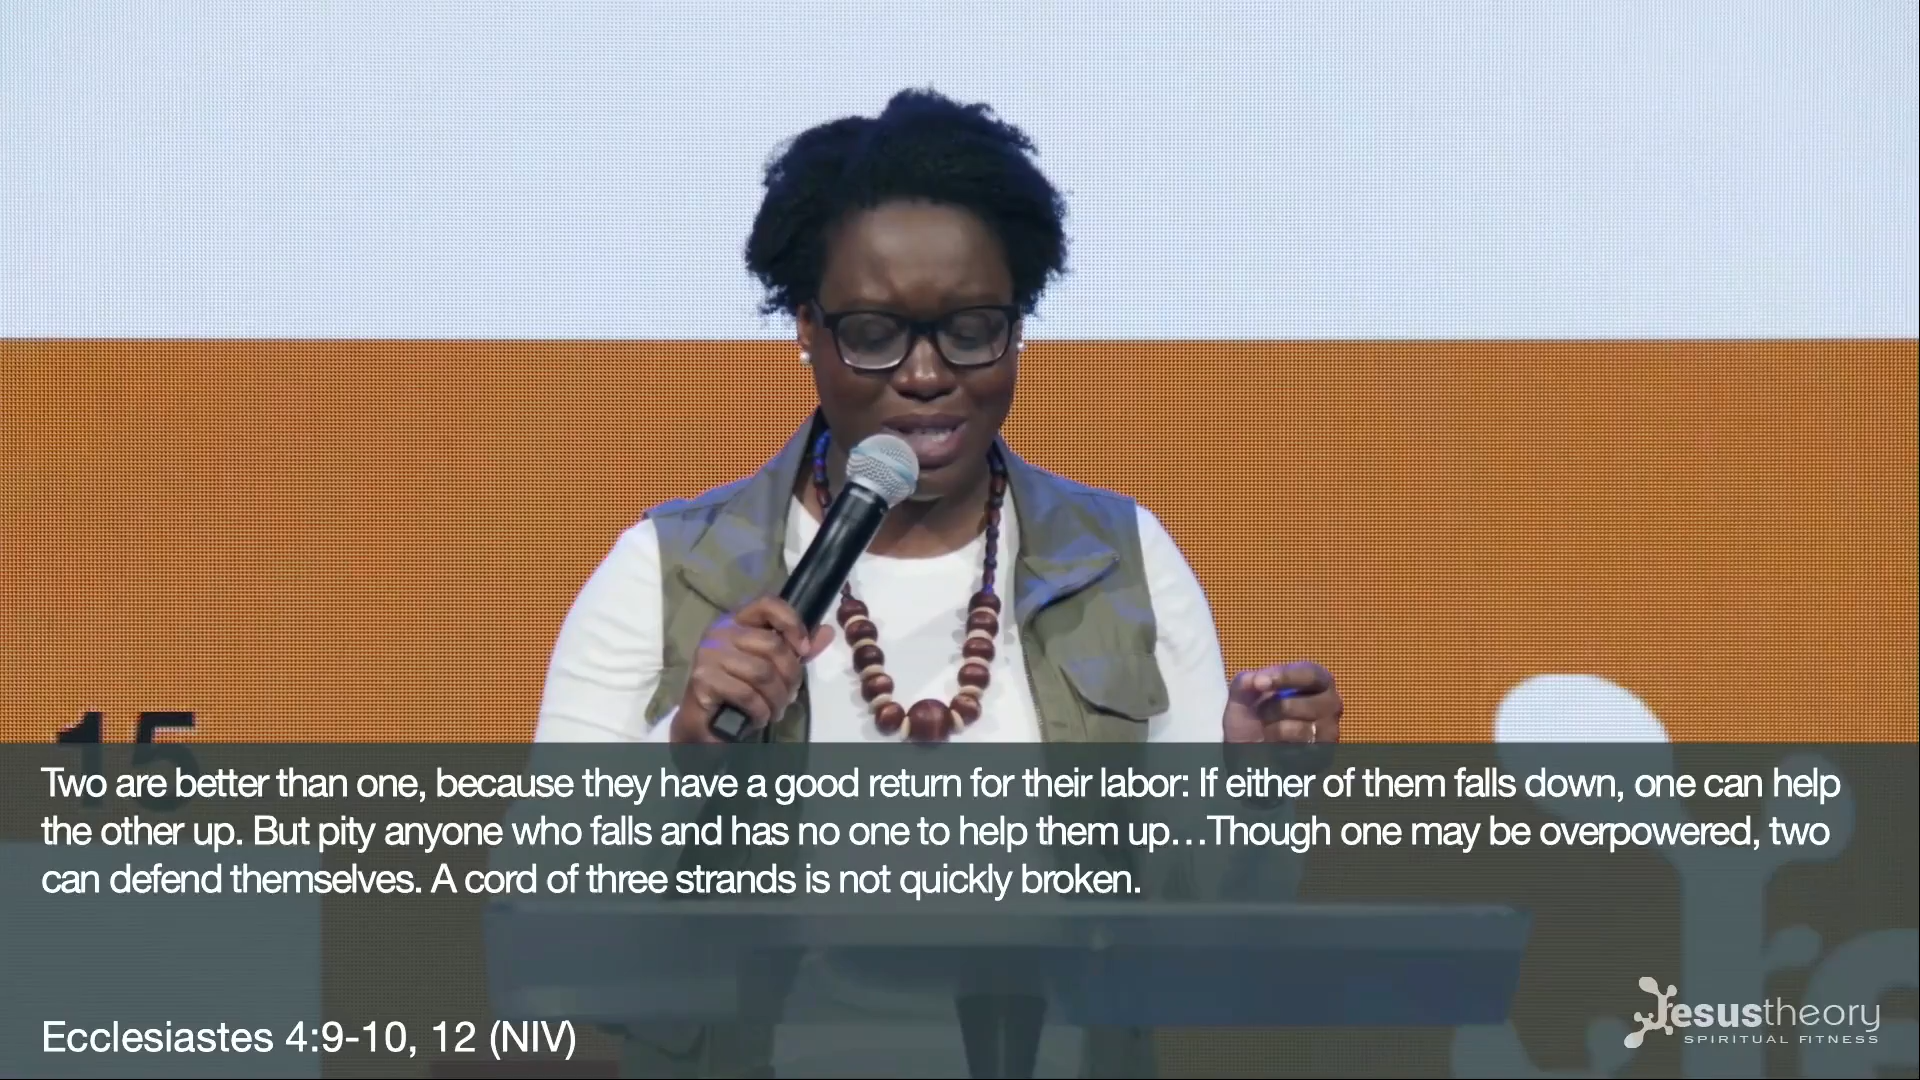 15
Two are better than one, because they have a good return for their labor: If either of them falls down, one can help
the other up. But pity anyone who falls and has no one to help them up…Though one may be overpowered, two
can defend themselves. A cord of three strands is not quickly broken.
Ecclesiastes 4:9-10, 12 (NIV)
Jesustheory
SPIRITUAL FITNESS